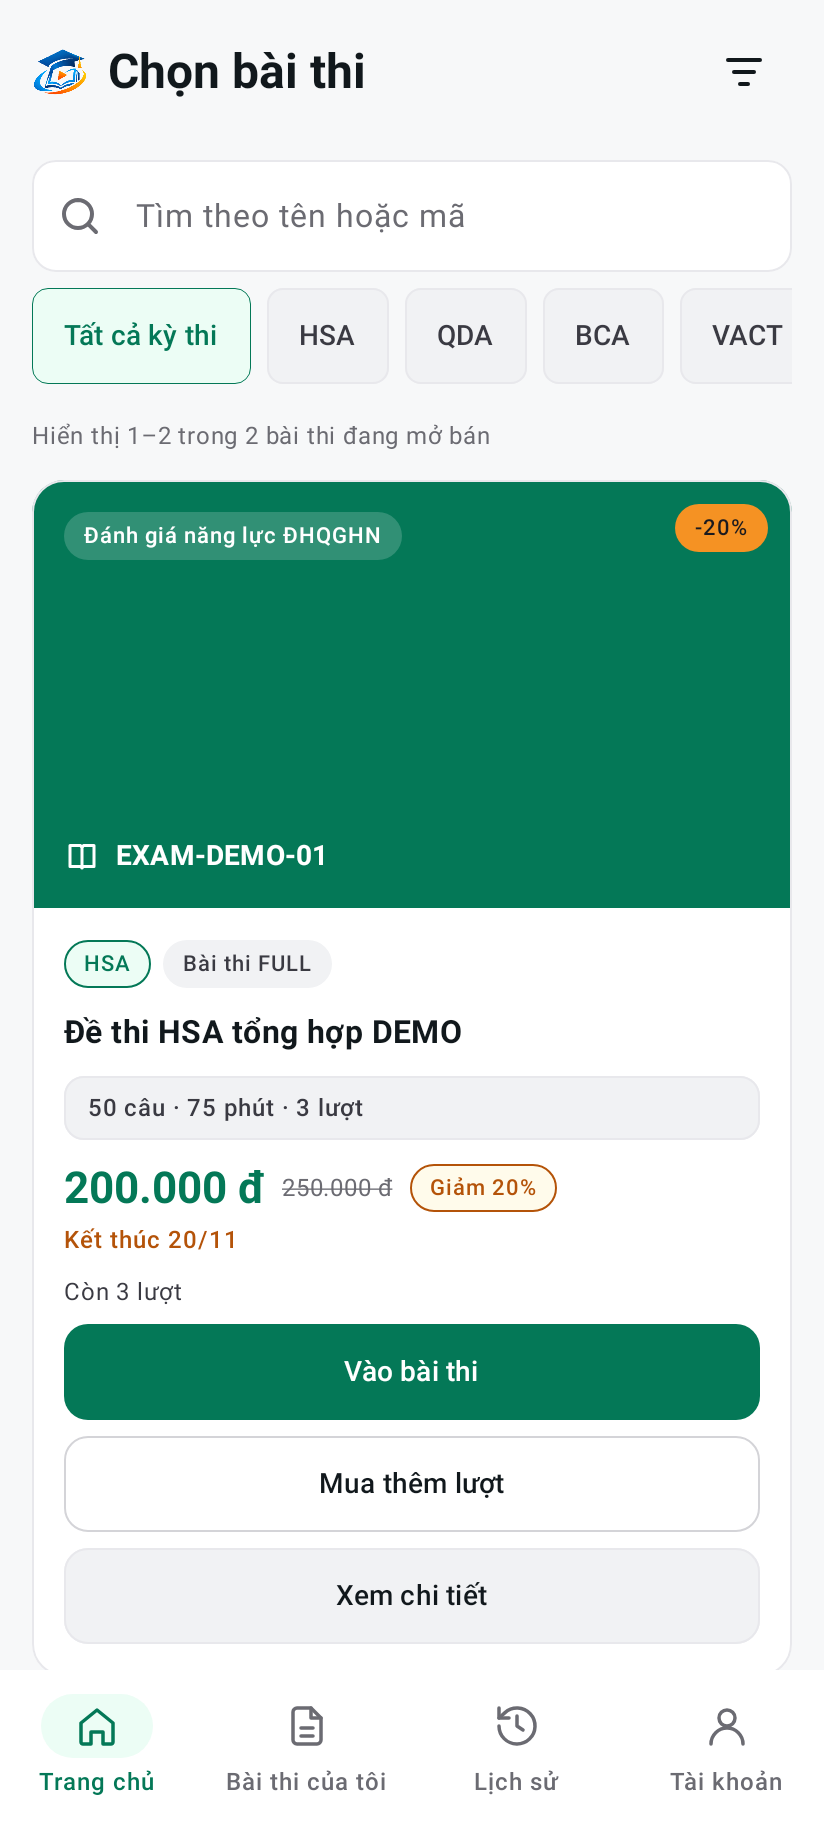 Chọn bài thi
Tìm theo tên hoặc mã
Tất cả kỳ thi
HSA
QDA
BCA
VACT
Hiển thị 1–2 trong 2 bài thi đang mở bán
Đánh giá năng lực ĐHQGHN
-20%
EXAM-DEMO-01
HSA
Bài thi FULL
Đề thi HSA tổng hợp DEMO
50 câu · 75 phút · 3 lượt
200.000 đ 250.000 đ Giảm 20%
Kết thúc 20/11
Còn 3 lượt
Vào bài thi
Mua thêm lượt
Xem chi tiết
Trang chủ
Bài thi của tôi
Lịch sử
Tài khoản